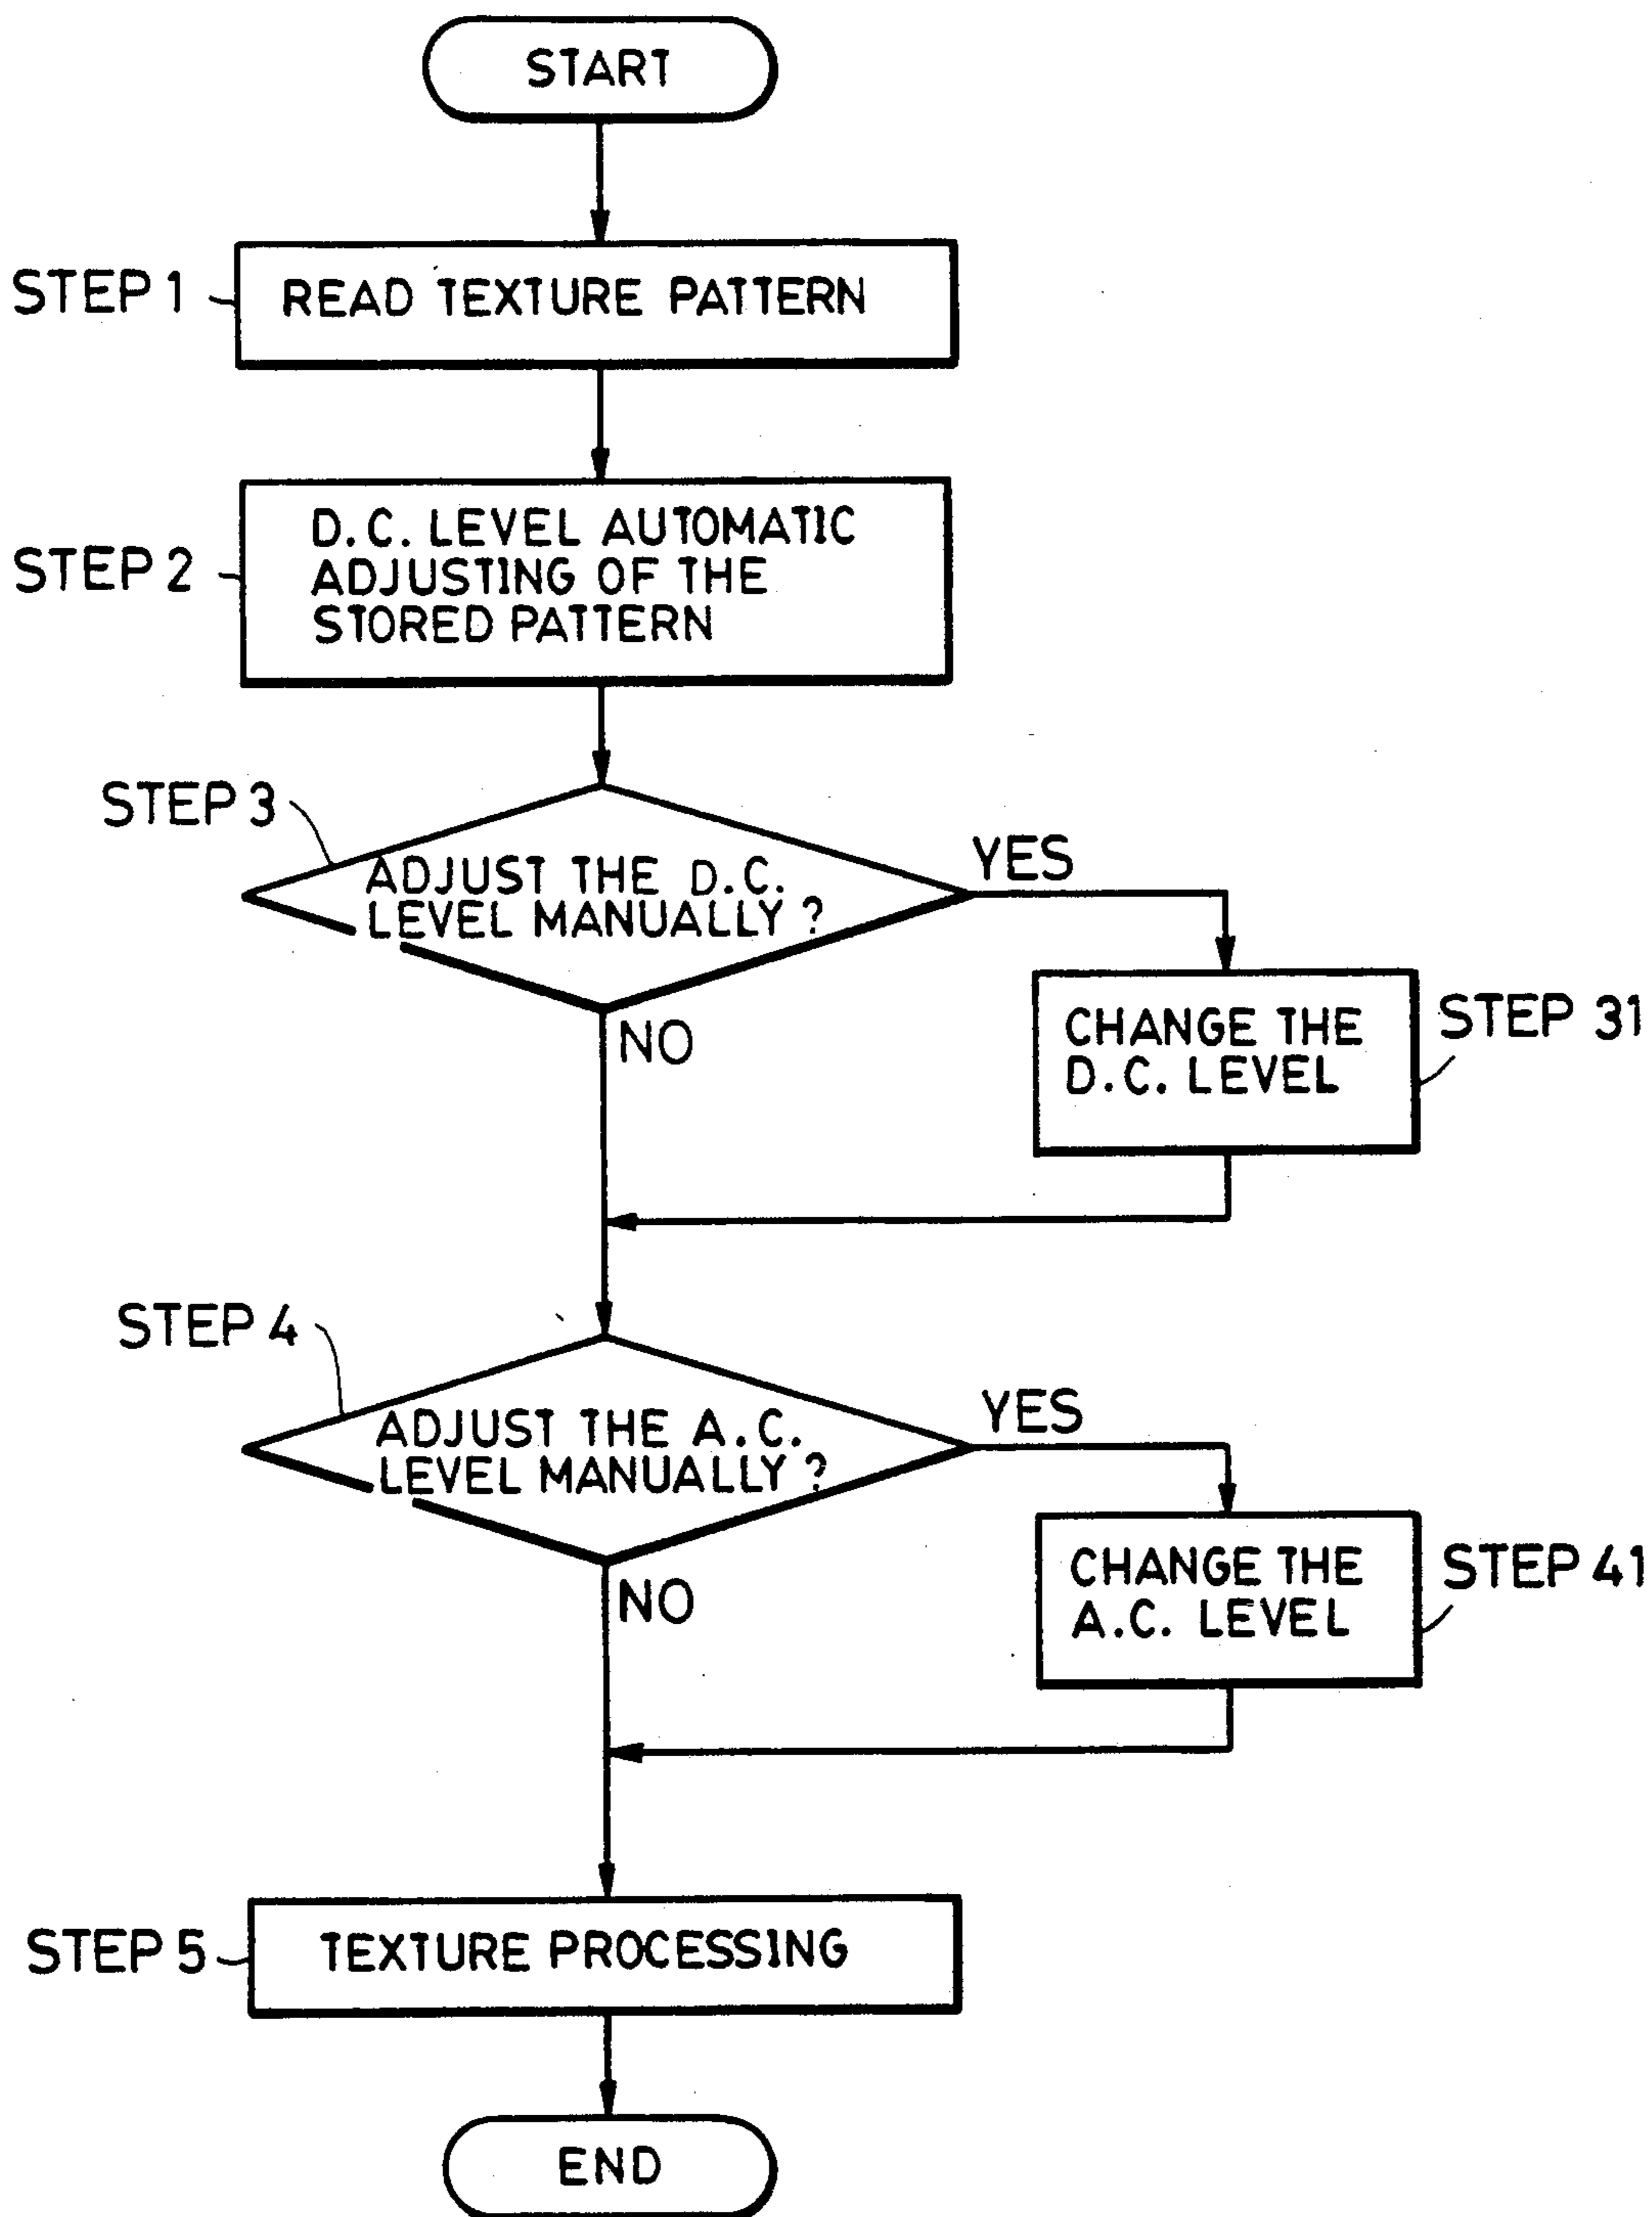 START
STEP 1
READ TEXTURE PATTERN
STEP 2
D.C. LEVEL AUTOMATIC
ADJUSTING OF THE
STORED PATTERN
STEP 3
ADJUST THE D.C.
LEVEL MANUALLY ?
YES
NO
CHANGE THE
D.C. LEVEL
STEP 31
STEP 4
ADJUST THE A.C.
LEVEL MANUALLY ?
YES
NO
CHANGE THE
A.C. LEVEL
STEP 41
STEP 5
TEXTURE PROCESSING
END